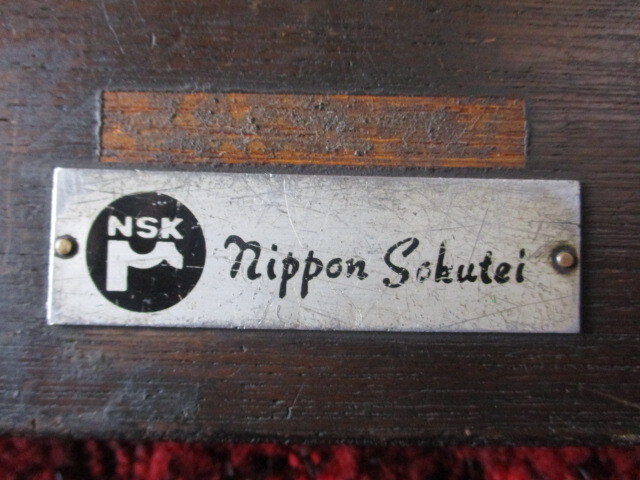 NSK
μ
Nippon Sokutei